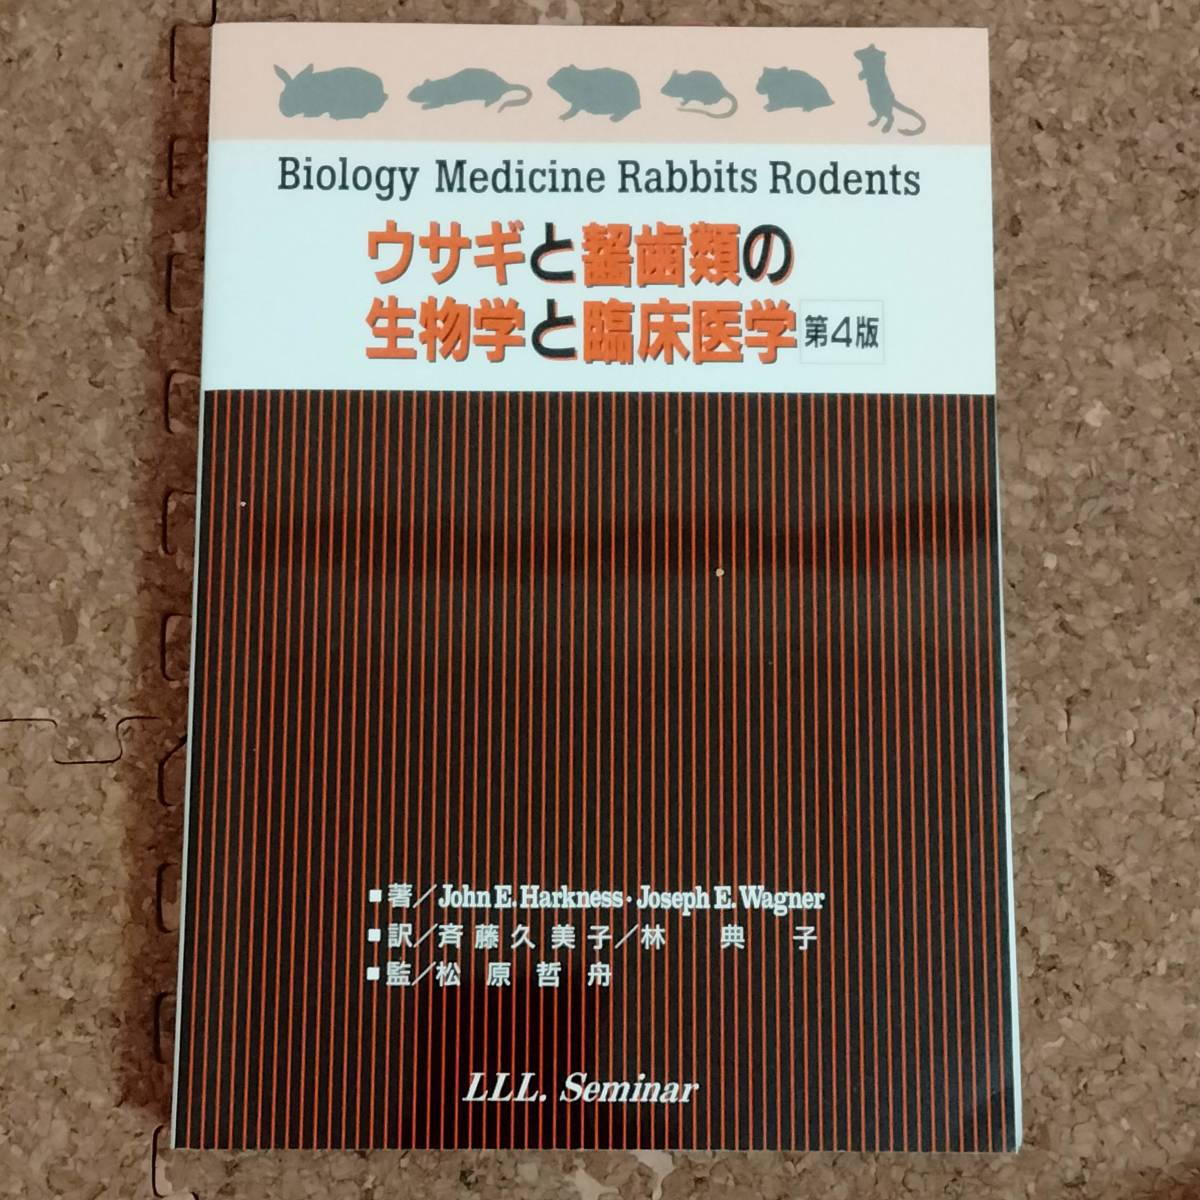 Biology Medicine Rabbits Rodents
ウサギと齧歯類の
生物学と臨床医学 第4版
■著／John E. Harkness・Joseph E. Wagner
■訳／斉藤久美子／林典子
■監／松原哲舟
LLL. Seminar